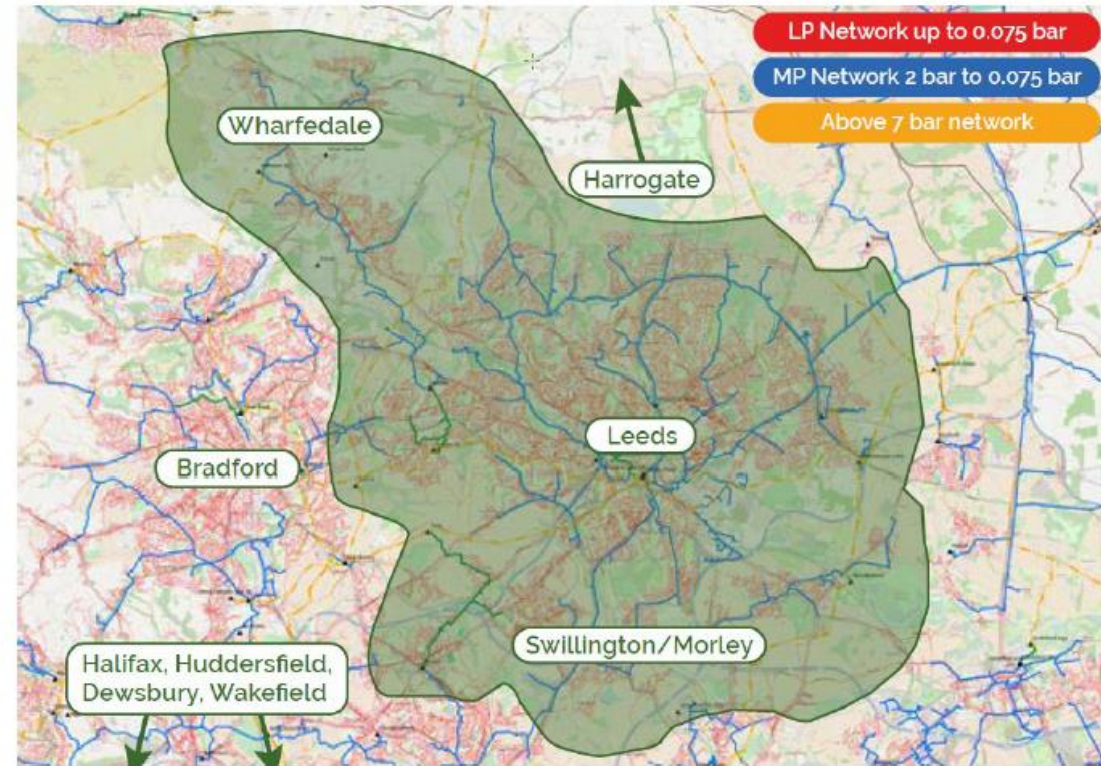 LP Network up to 0.075 bar
MP Network 2 bar to 0.075 bar
Above 7 bar network
Wharfedale
Harrogate
Leeds
Bradford
Swillington/Morley
Halifax, Huddersfield,
Dewsbury, Wakefield